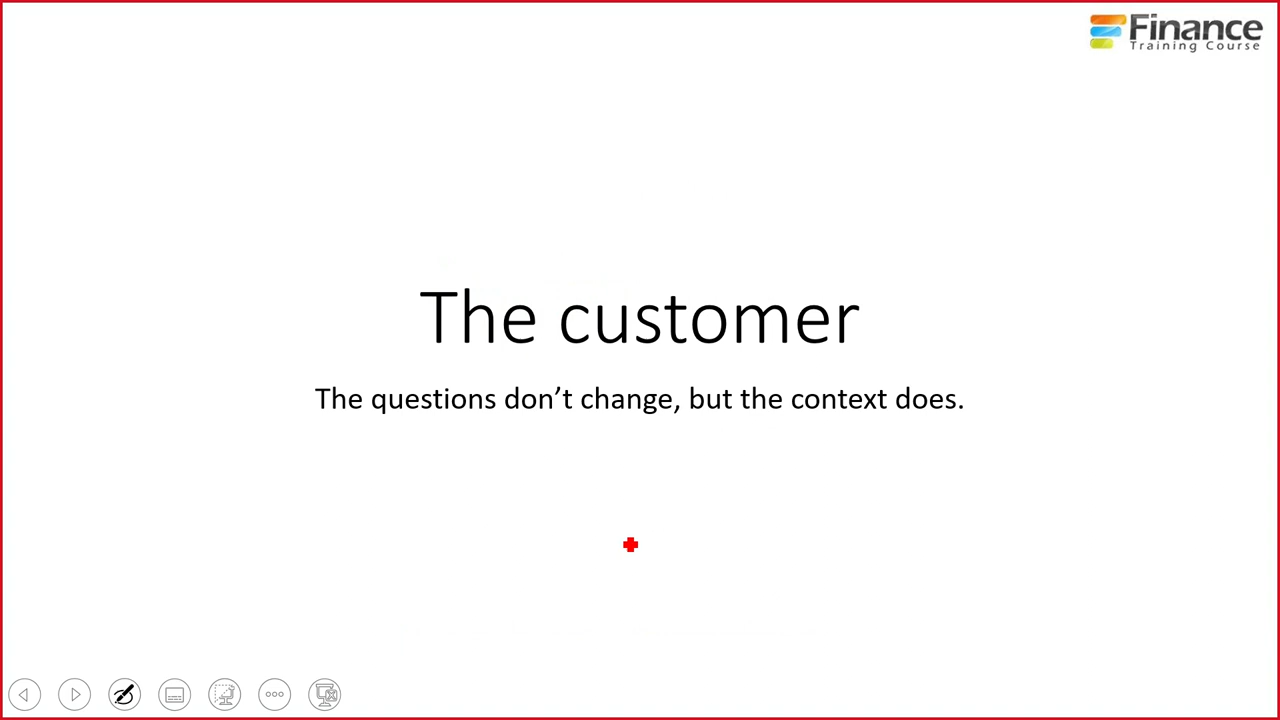 Finance
Training Course
The customer
The questions don’t change, but the context does.